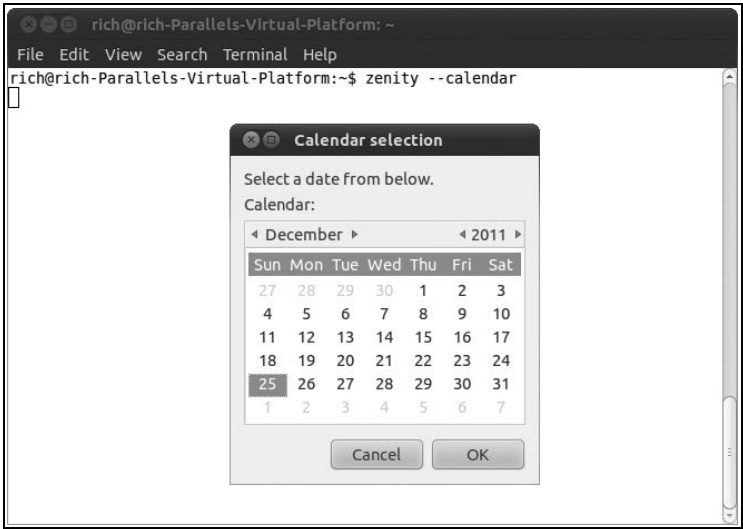 rich@rich-Parallels-Virtual-Platform: ~
File Edit View Search Terminal Help
rich@rich-Parallels-Virtual-Platform:~$ zenity --calendar
Calendar selection
Select a date from below.
Calendar:
December 2011
Sun Mon Tue Wed Thu Fri Sat
27 28 29 30 1 2 3
4 5 6 7 8 9 10
11 12 13 14 15 16 17
18 19 20 21 22 23 24
25 26 27 28 29 30 31
1 2 3 4 5 6 7
Cancel OK